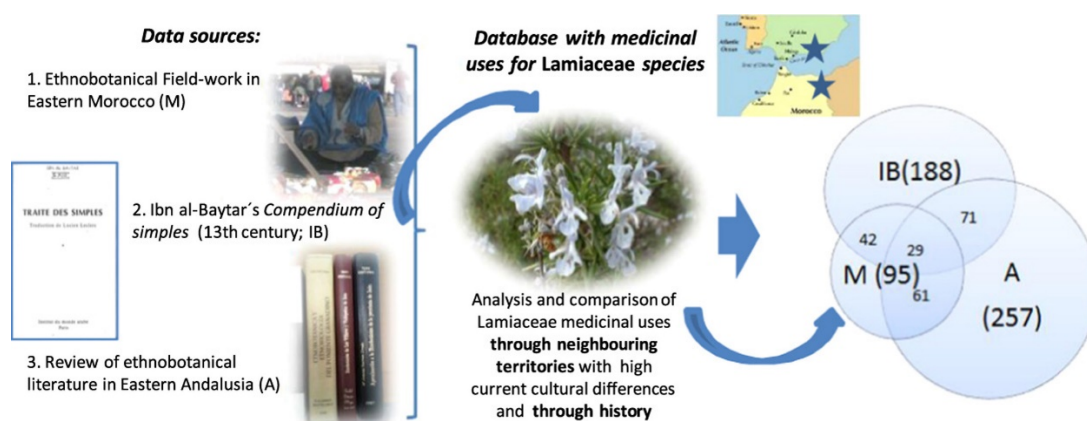 Data sources:
1. Ethnobotanical Field-work in
Eastern Morocco (M)
TRAITE DES SIMPLES
2. Ibn al-Baytar´s Compendium of
simples (13th century; IB)
3. Review of ethnobotanical
literature in Eastern Andalusia (A)
Database with medicinal
uses for Lamiaceae species
Analysis and comparison of
Lamiaceae medicinal uses
through neighbouring
territories with high
current cultural differences
and through history
Atlantic
Ocean
Morocco
IB(188)
71
42
29
M (95)
61
A
(257)